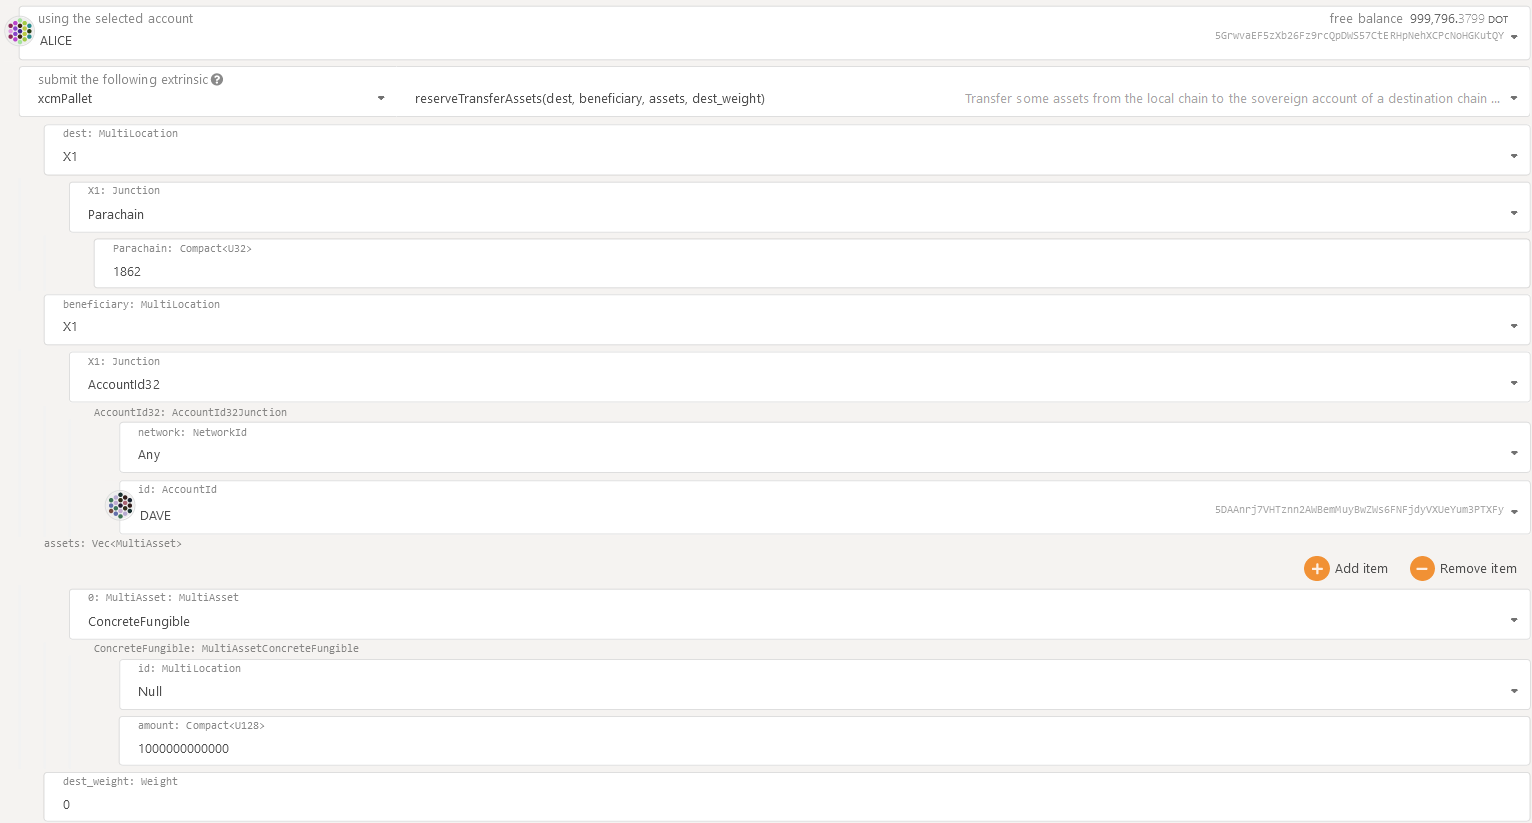 using the selected account
free balance 999,796.3799 DOT
ALICE
5GrwvaEF5zXb26Fz9rcQpDWS57CtERHpNehXCPcNoHGKutQY
submit the following extrinsic
xcmPallet
reserveTransferAssets(dest, beneficiary, assets, dest_weight)
Transfer some assets from the local chain to the sovereign account of a destination chain ...
dest: MultiLocation
X1
X1: Junction
Parachain
Parachain: Compact<U32>
1862
beneficiary: MultiLocation
X1
X1: Junction
AccountId32
AccountId32: AccountId32Junction
network: NetworkId
Any
id: AccountId
DAVE
5DAAnrj7VHTznn2AWBemMuyBwZWs6FNFjdyVXUeYum3PTXFy
assets: Vec<MultiAsset>
Add item
Remove item
0: MultiAsset: MultiAsset
ConcreteFungible
ConcreteFungible: MultiAssetConcreteFungible
id: MultiLocation
Null
amount: Compact<U128>
1000000000000
dest_weight: Weight
0